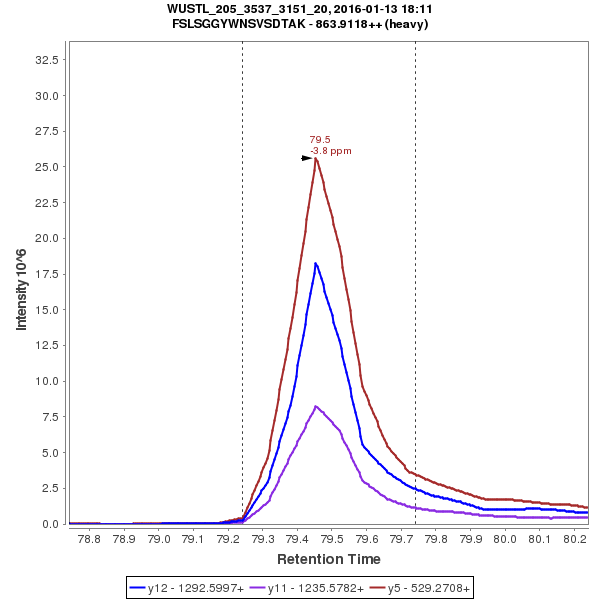 WUSTL_205_3537_3151_20, 2016-01-13 18:11
FSLSGGYWNSVSDTAK - 863.9118++ (heavy)
79.5
-3.8 ppm
Intensity 10^6
32.5
30.0
27.5
25.0
22.5
20.0
17.5
15.0
12.5
10.0
7.5
5.0
2.5
0.0
78.8 78.9 79.0 79.1 79.2 79.3 79.4 79.5 79.6 79.7 79.8 79.9 80.0 80.1 80.2
Retention Time
y12 - 1292.5997+ y11 - 1235.5782+ y5 - 529.2708+